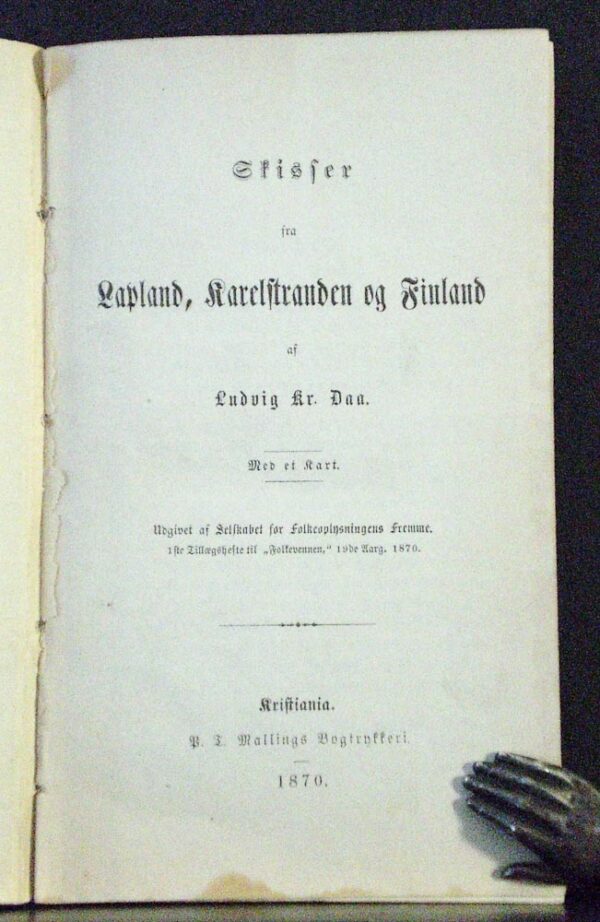 Skisser
fra
Lapland, Karelstranden og Finland
af
Ludvig Kr. Daa.
Med et Kart.
Udgivet af Selskabet for Folkeoplysningens Fremme.
1ste Tillægshefte til „Folkevennen,“ 19de Aarg. 1870.
Kristiania.
P. T. Mallings Bogtrykkeri.
1870.